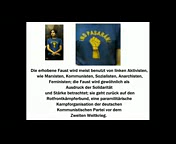 ¡NO PASARÁN!
Die erhobene Faust wird meist benutzt von linken Aktivisten,
wie Marxisten, Kommunisten, Sozialisten, Anarchisten,
Feministen; die Faust wird gewöhnlich als
Ausdruck der Solidarität
und Stärke betrachtet; sie geht zurück auf den
Rotfrontkämpferbund, eine paramilitärische
Kampforganisation der deutschen
Kommunistischen Partei vor dem
Zweiten Weltkrieg.